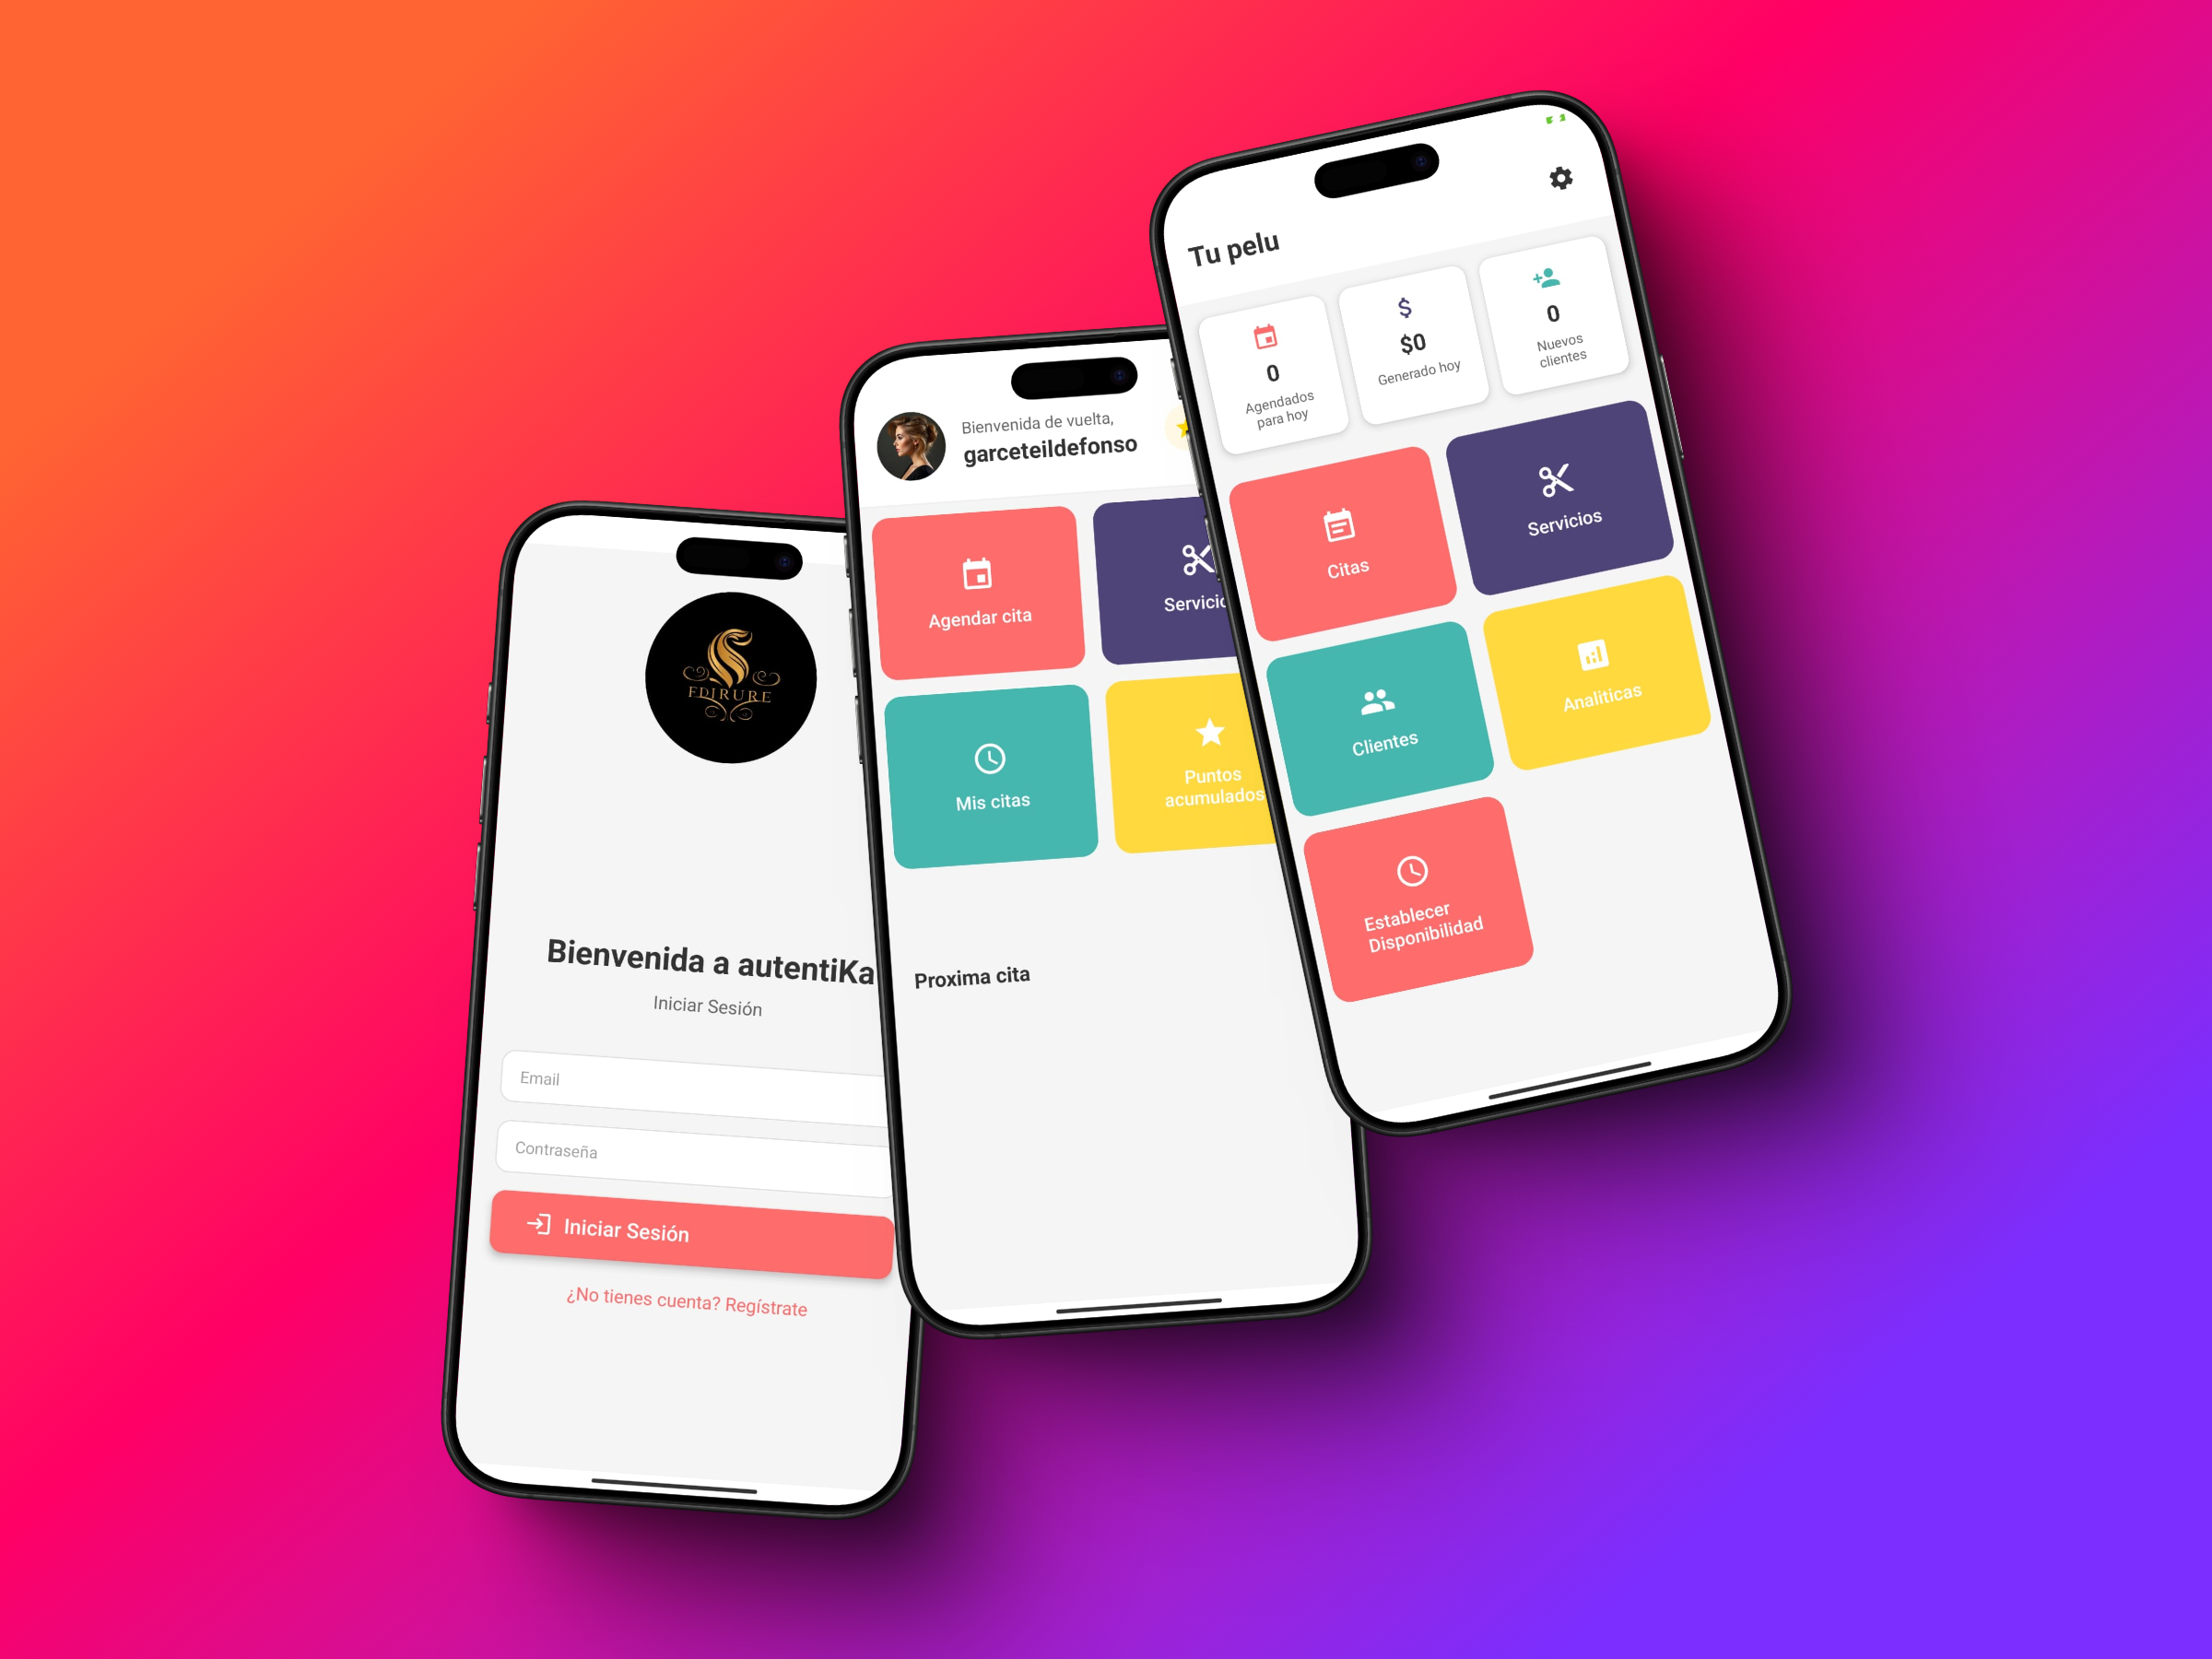 EDIRURE
Bienvenida a autentiKa
Iniciar Sesión
Email
Contraseña
Iniciar Sesión
¿No tienes cuenta? Regístrate
Bienvenida de vuelta,
garceteildefonso
Agendar cita
Mis citas
Puntos
acumulados
Proxima cita
Tu pelu
0
Agendados
para hoy
$0
Generado hoy
0
Nuevos
clientes
Citas
Servicios
Clientes
Analiticas
Establecer
Disponibilidad